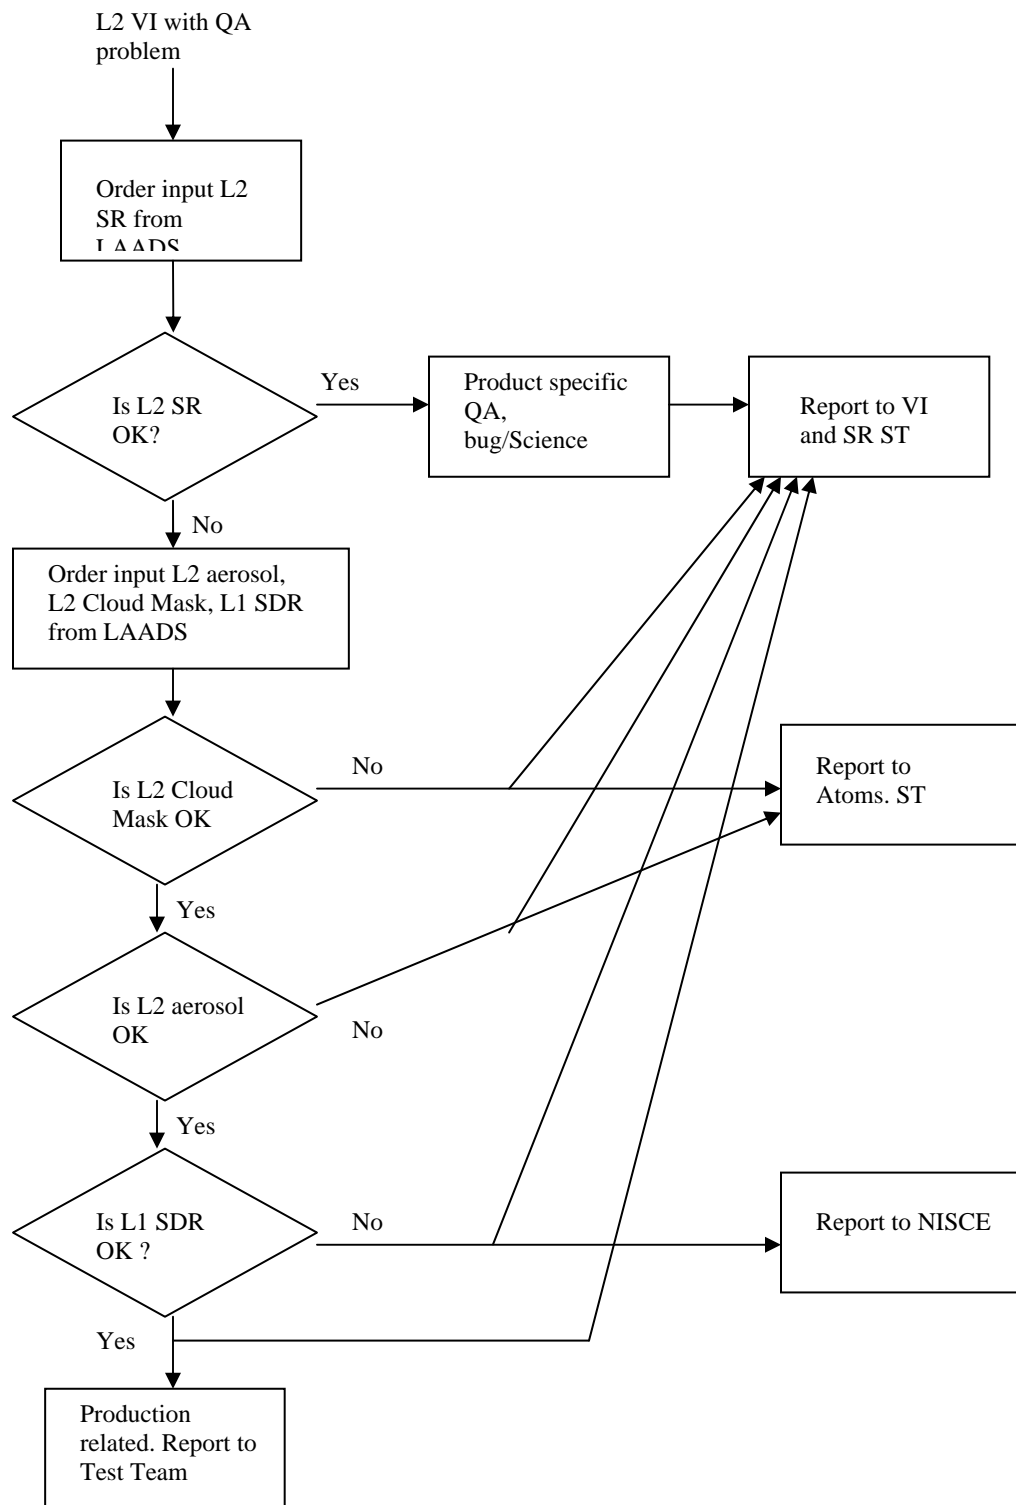 L2 VI with QA
problem
Order input L2
SR from
LAADS
Is L2 SR
OK?
Yes
Product specific
QA,
bug/Science
Report to VI
and SR ST
No
Order input L2 aerosol,
L2 Cloud Mask, L1 SDR
from LAADS
Is L2 Cloud
Mask OK
No
Report to
Atoms. ST
Yes
Is L2 aerosol
OK
No
Yes
Is L1 SDR
OK ?
No
Report to NISCE
Yes
Production
related. Report to
Test Team